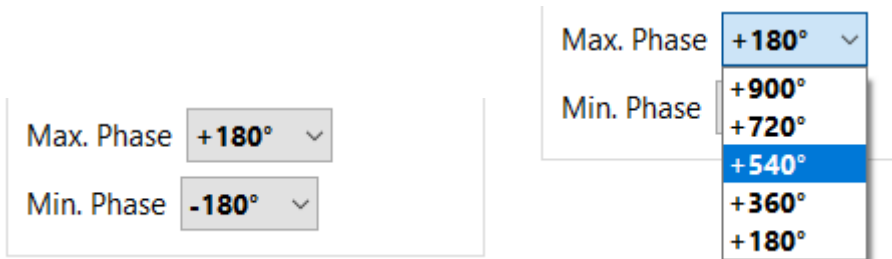 Max. Phase +180°
Min. Phase -180°
Max. Phase +180°
Min. Phase
+900°
+720°
+540°
+360°
+180°